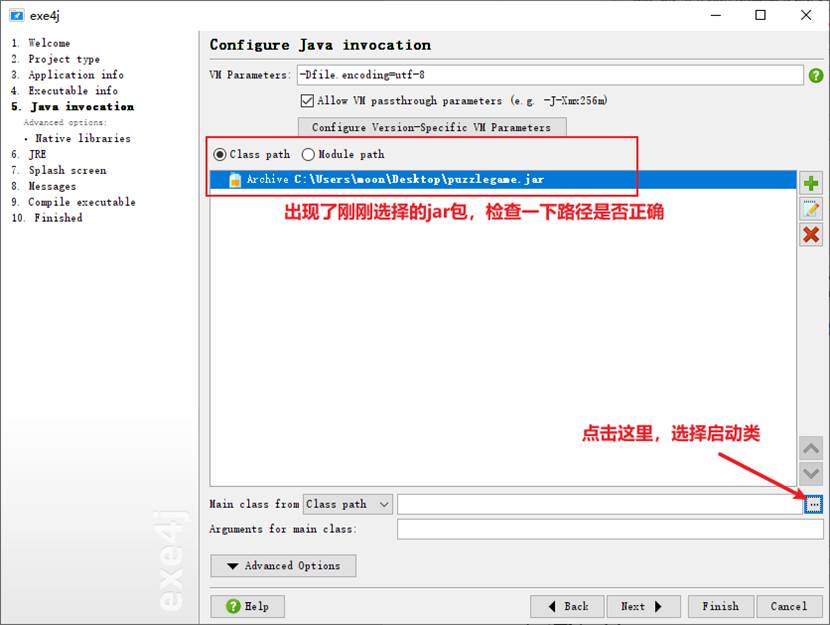 exe4j
1. Welcome
2. Project type
3. Application info
4. Executable info
5. Java invocation
Advanced options:
· Native libraries
6. JRE
7. Splash screen
8. Messages
9. Compile executable
10. Finished
exe4j
Configure Java invocation
VM Parameters: -Dfile.encoding=utf-8
Allow VM passthrough parameters (e.g. -J-Xmx256m)
Configure Version-Specific VM Parameters
Class path Module path
Archive C:\Users\moon\Desktop\puzzlegame.jar
出现了刚刚选择的jar包，检查一下路径是否正确
点击这里，选择启动类
Main class from Class path ...
Arguments for main class:
Advanced Options
Help Back Next Finish Cancel